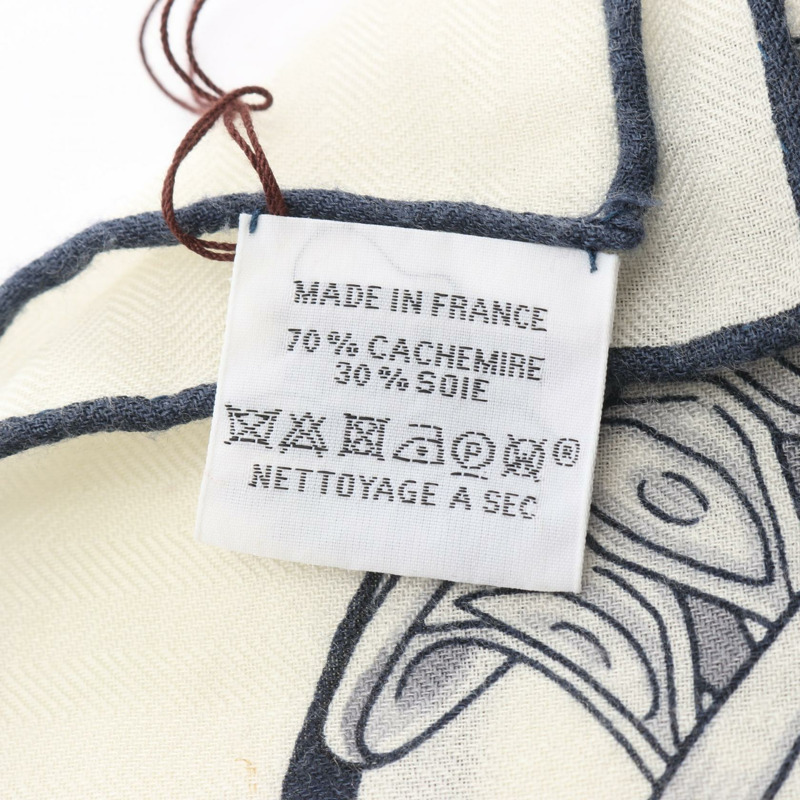 MADE IN FRANCE
70% CACHEMIRE
30% SOIE
P ®
NETTOYAGE A SEC